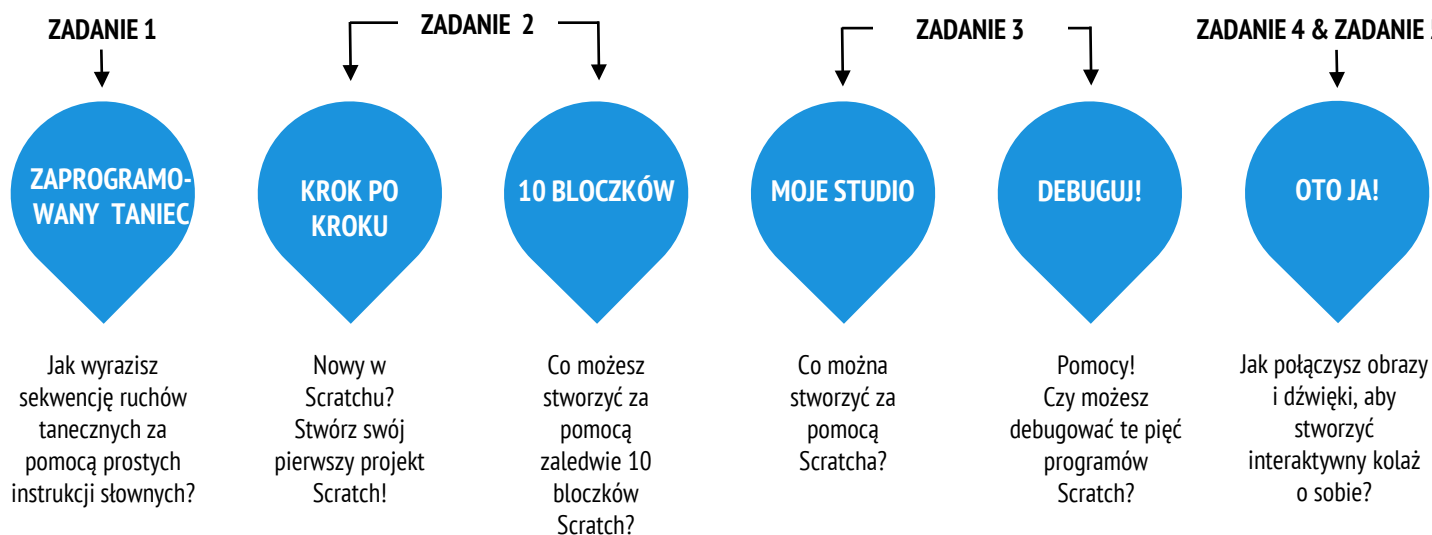 ZADANIE 1
ZADANIE 2
ZADANIE 3
ZADANIE 4 & ZADANIE
ZAPROGRAMO-
WANY TANIEC
KROK PO
KROKU
10 BLOCZKÓW
MOJE STUDIO
DEBUGUJ!
OTO JA!
Jak wyrazisz
sekwencję ruchów
tanecznych za
pomocą prostych
instrukcji słownych?
Nowy w
Scratchu?
Stwórz swój
pierwszy projekt
Scratch!
Co możesz
stworzyć za
pomocą
zaledwie 10
bloczków
Scratch?
Co można
stworzyć za
pomocą
Scratcha?
Pomocy!
Czy możesz
debugować te pięć
programów
Scratch?
Jak połączysz obrazy
i dźwięki, aby
stworzyć
interaktywny kolaż
o sobie?